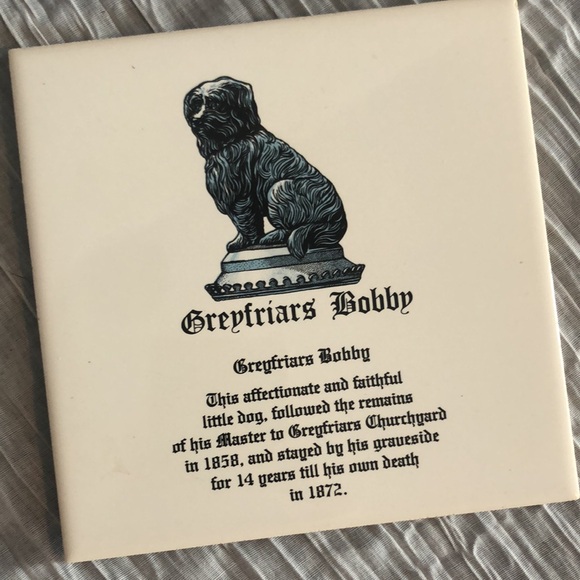 Greyfriars Bobby
Greyfriars Bobby
This affectionate and faithful
little dog, followed the remains
of his Master to Greyfriars Churchyard
in 1858, and stayed by his graveside
for 14 years till his own death
in 1872.